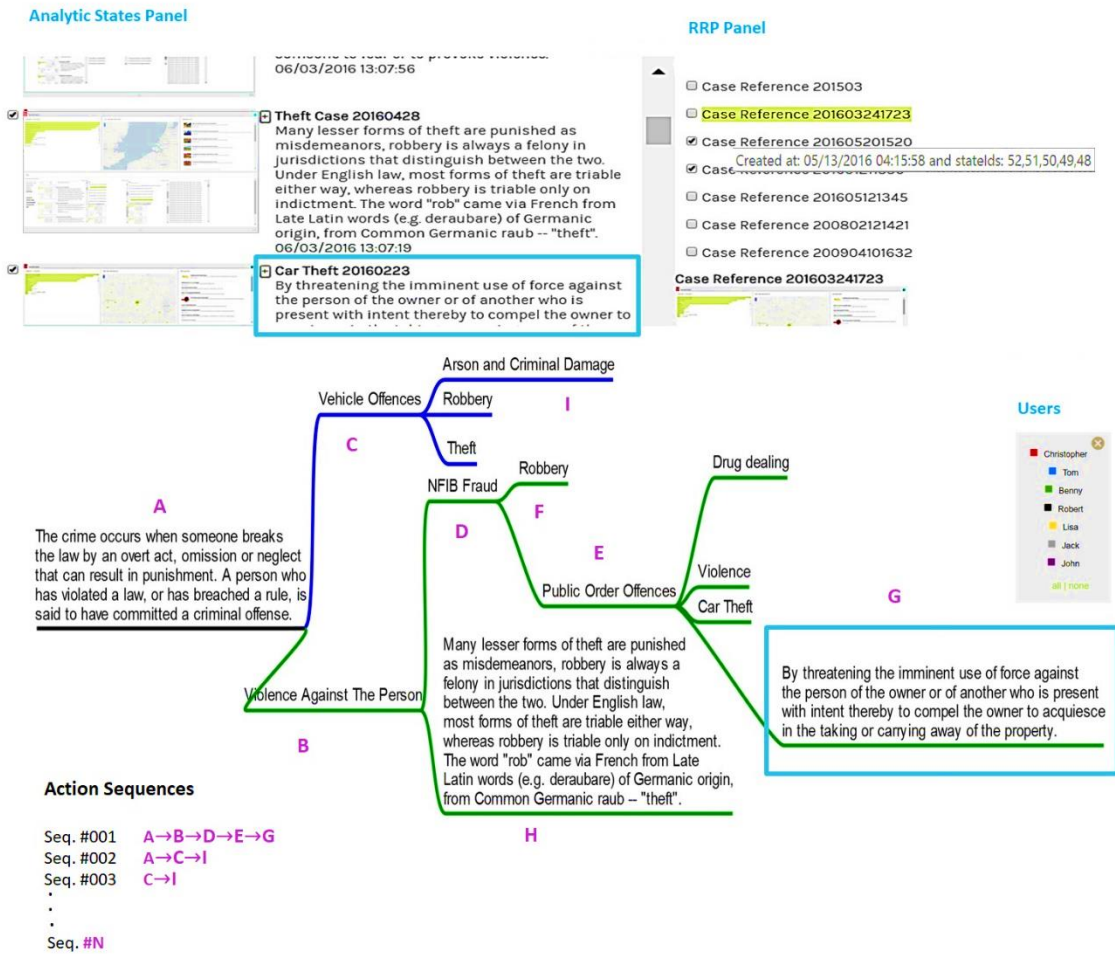 Analytic States Panel
RRP Panel
someone to fear or to provoke violence.
06/03/2016 13:07:56
Theft Case 20160428
Many lesser forms of theft are punished as
misdemeanors, robbery is always a felony in
jurisdictions that distinguish between the two.
Under English law, most forms of theft are triable
either way, whereas robbery is triable only on
indictment. The word "rob" came via French from
Late Latin words (e.g. deraubare) of Germanic
origin, from Common Germanic raub -- "theft".
06/03/2016 13:07:19
Car Theft 20160223
By threatening the imminent use of force against
the person of the owner or of another who is
present with intent thereby to compel the owner to
Case Reference 201503
Case Reference 201603241723
Case Reference 201605201520
Created at: 05/13/2016 04:15:58 and stateIds: 52,51,50,49,48
Case Reference 201605121345
Case Reference 200802121421
Case Reference 200904101632
Case Reference 201603241723
Arson and Criminal Damage
Vehicle Offences
Robbery
I
C
Theft
Users
Christopher
Tom
Benny
Robert
Lisa
Jack
John
all | none
Drug dealing
Robbery
NFIB Fraud
A
F
D
The crime occurs when someone breaks
the law by an overt act, omission or neglect
that can result in punishment. A person who
has violated a law, or has breached a rule, is
said to have committed a criminal offense.
E
Violence
Public Order Offences
G
Car Theft
Many lesser forms of theft are punished
as misdemeanors, robbery is always a
felony in jurisdictions that distinguish
between the two. Under English law,
most forms of theft are triable either way,
whereas robbery is triable only on indictment.
The word "rob" came via French from Late
Latin words (e.g. deraubare) of Germanic origin,
from Common Germanic raub -- "theft".
By threatening the imminent use of force against
the person of the owner or of another who is present
with intent thereby to compel the owner to acquiesce
in the taking or carrying away of the property.
Violence Against The Person
B
H
Action Sequences
Seq. #001 A→B→D→E→G
Seq. #002 A→C→I
Seq. #003 C→I
.
.
.
Seq. #N